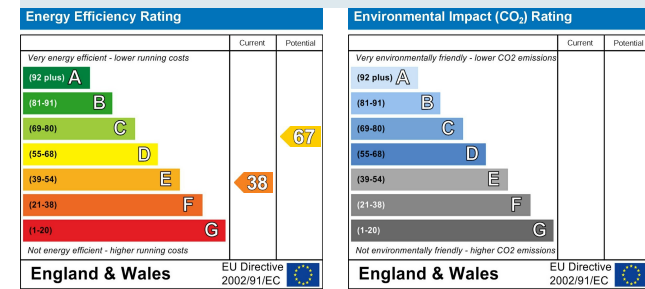 Energy Efficiency Rating
Current Potential
Very energy efficient - lower running costs
(92 plus) A
(81-91) B
(69-80) C
67
(55-68) D
(39-54) E
38
(21-38) F
(1-20) G
Not energy efficient - higher running costs
England & Wales
EU Directive
2002/91/EC
Environmental Impact (CO₂) Rating
Current Potential
Very environmentally friendly - lower CO2 emissions
(92 plus) A
(81-91) B
(69-80) C
(55-68) D
(39-54) E
(21-38) F
(1-20) G
Not environmentally friendly - higher CO2 emissions
England & Wales
EU Directive
2002/91/EC